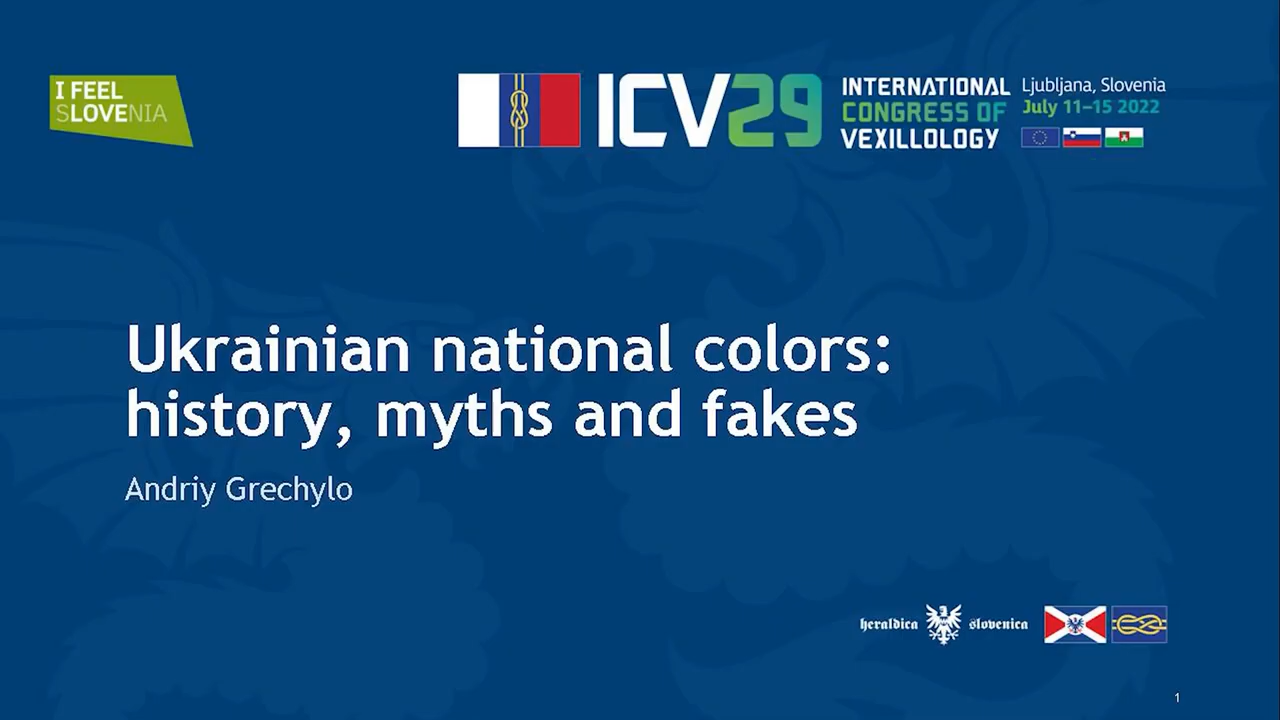 I FEEL
SLOVENIA
ICV29
INTERNATIONAL
CONGRESS OF
VEXILLOLOGY
Ljubljana, Slovenia
July 11–15 2022
Ukrainian national colors:
history, myths and fakes
Andriy Grechylo
heraldica slovenica
1